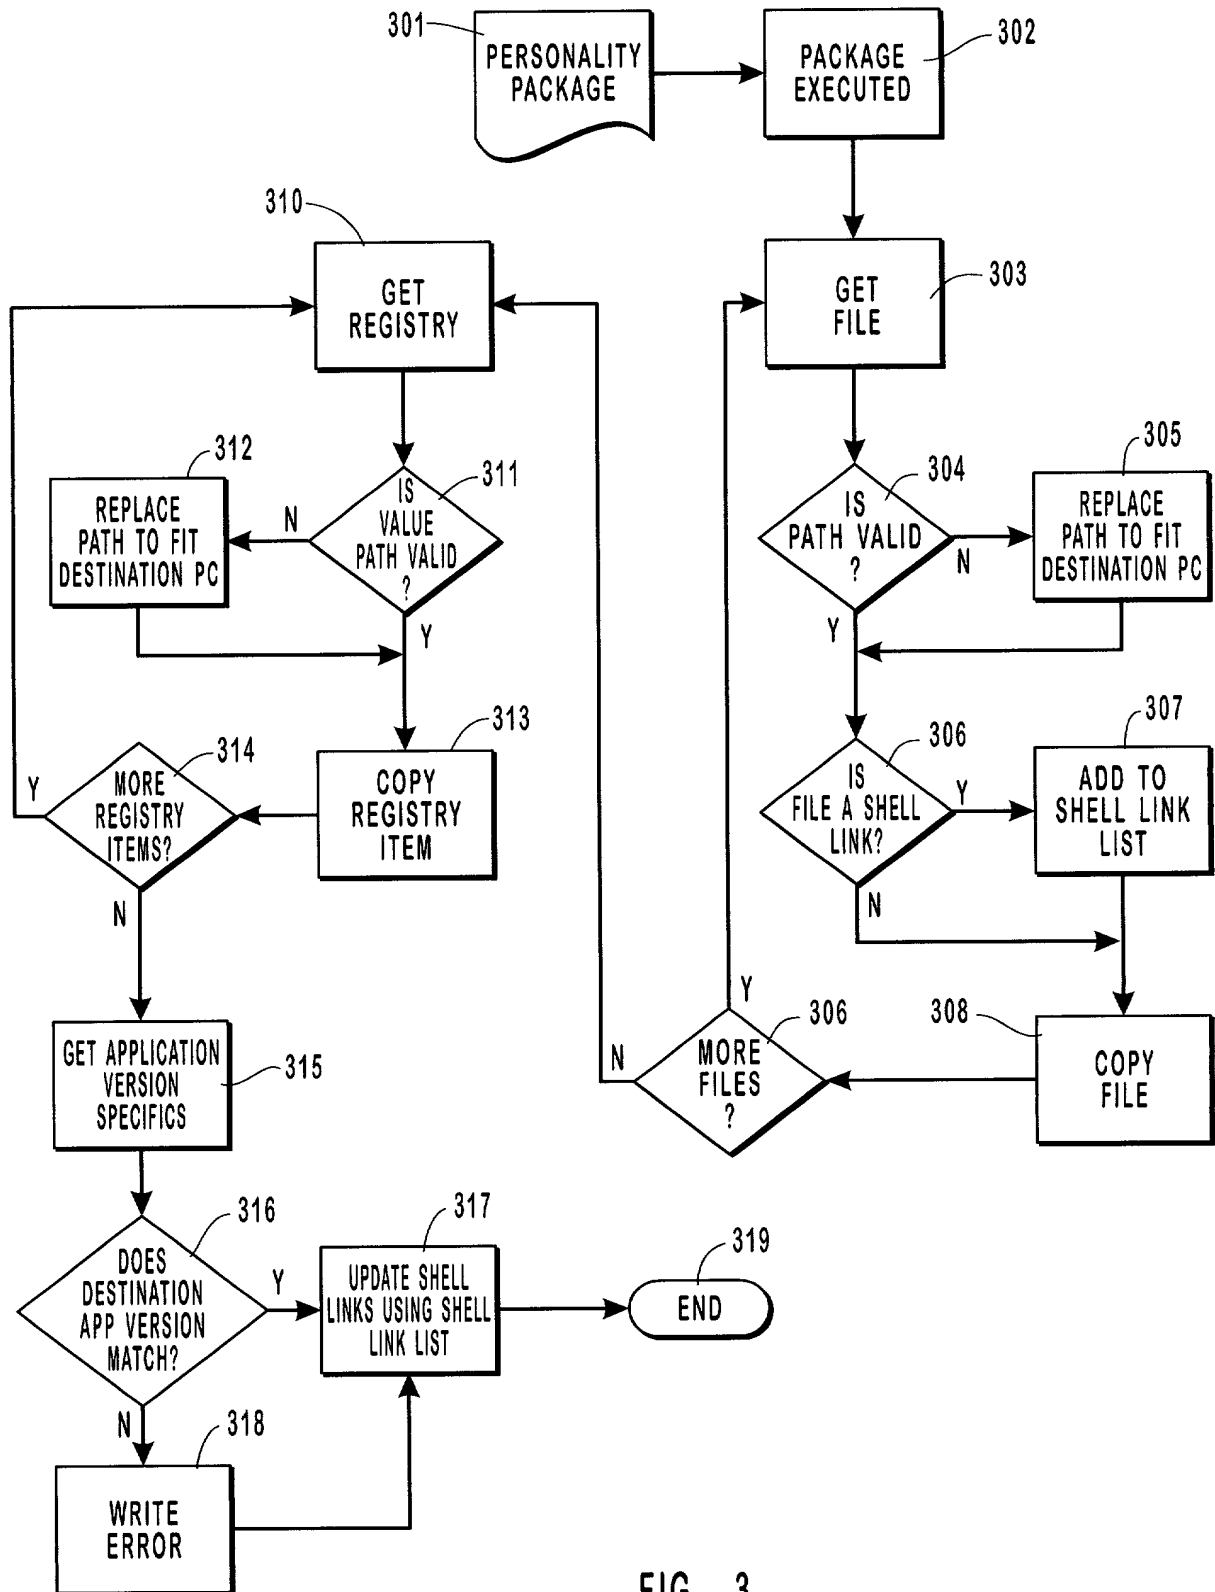 301
PERSONALITY
PACKAGE
302
PACKAGE
EXECUTED
303
GET
FILE
304
IS
PATH VALID
?
N
Y
305
REPLACE
PATH TO FIT
DESTINATION PC
306
IS
FILE A SHELL
LINK?
Y
N
307
ADD TO
SHELL LINK
LIST
308
COPY
FILE
306
MORE
FILES
?
Y
N
310
GET
REGISTRY
311
IS
VALUE
PATH VALID
?
N
Y
312
REPLACE
PATH TO FIT
DESTINATION PC
313
COPY
REGISTRY
ITEM
314
MORE
REGISTRY
ITEMS?
Y
N
315
GET APPLICATION
VERSION
SPECIFICS
316
DOES
DESTINATION
APP VERSION
MATCH?
Y
N
317
UPDATE SHELL
LINKS USING SHELL
LINK LIST
318
WRITE
ERROR
319
END
FIG. 3